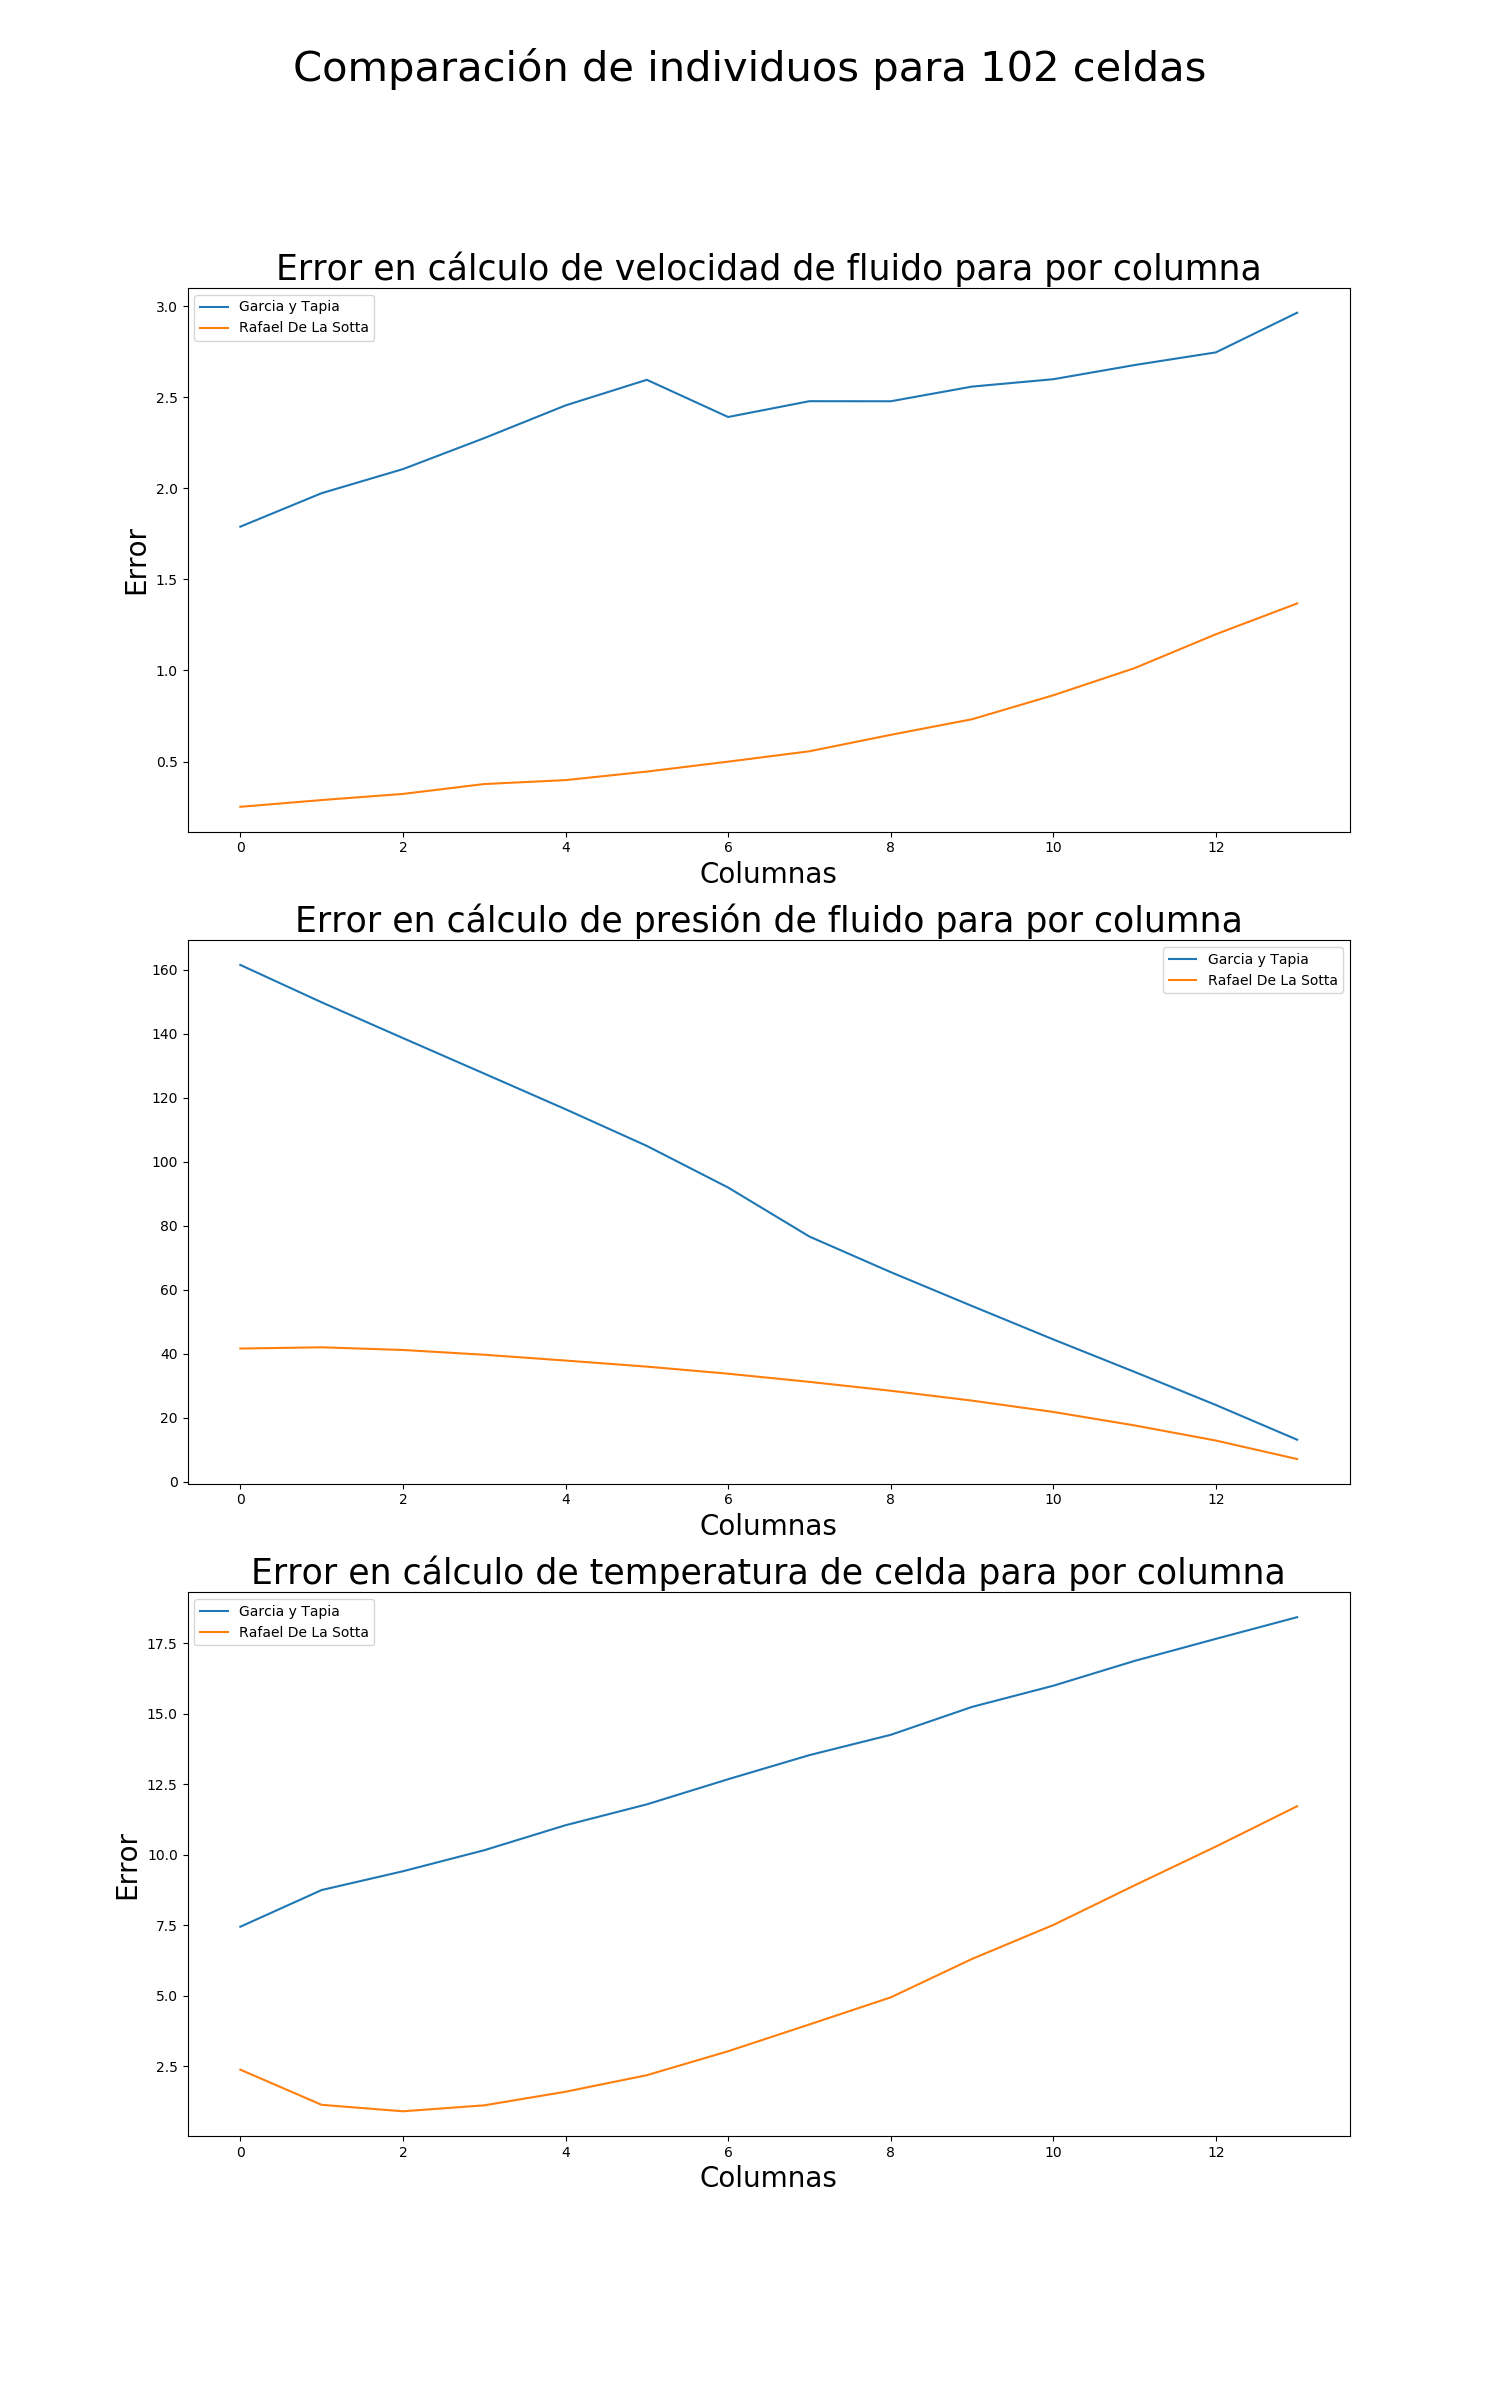 Comparación de individuos para 102 celdas
Error en cálculo de velocidad de fluido para por columna
Garcia y Tapia
Rafael De La Sotta
3.0
2.5
2.0
1.5
1.0
0.5
Error
0 2 4 6 8 10 12
Columnas
Error en cálculo de presión de fluido para por columna
Garcia y Tapia
Rafael De La Sotta
160
140
120
100
80
60
40
20
0
0 2 4 6 8 10 12
Columnas
Error en cálculo de temperatura de celda para por columna
Garcia y Tapia
Rafael De La Sotta
17.5
15.0
12.5
10.0
7.5
5.0
2.5
Error
0 2 4 6 8 10 12
Columnas